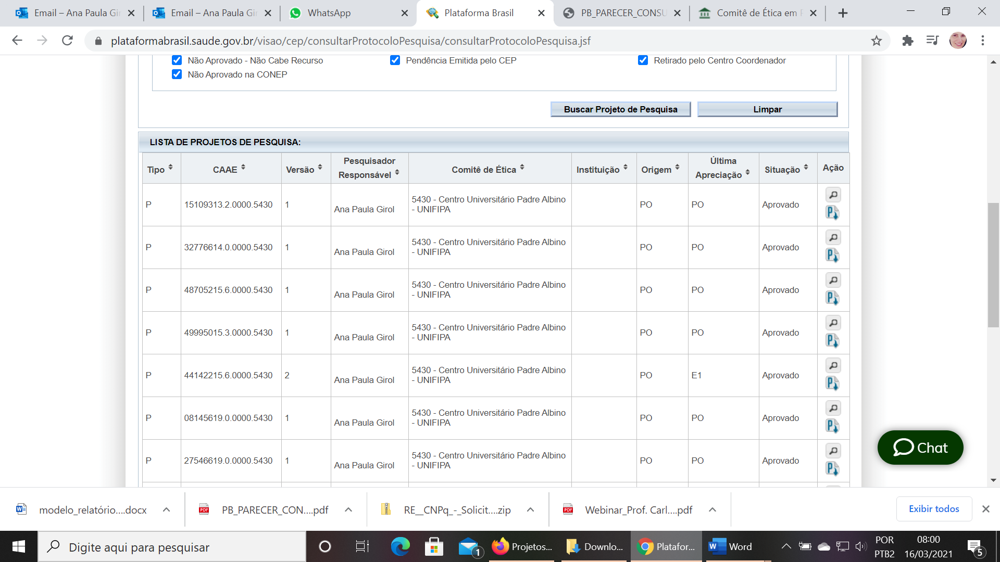 Email – Ana Paula Gir
Email – Ana Paula Gir
WhatsApp
Plataforma Brasil
PB_PARECER_CONSU
Comitê de Ética em P
plataformabrasil.saude.gov.br/visao/cep/consultarProtocoloPesquisa/consultarProtocoloPesquisa.jsf
Não Aprovado - Não Cabe Recurso
Pendência Emitida pelo CEP
Retirado pelo Centro Coordenador
Não Aprovado na CONEP
Buscar Projeto de Pesquisa
Limpar
LISTA DE PROJETOS DE PESQUISA:
Tipo
CAAE
Versão
Pesquisador
Responsável
Comitê de Ética
Instituição
Origem
Última
Apreciação
Situação
Ação
P
15109313.2.0000.5430
1
Ana Paula Girol
5430 - Centro Universitário Padre Albino
- UNIFIPA
PO
PO
Aprovado
P
32776614.0.0000.5430
1
Ana Paula Girol
5430 - Centro Universitário Padre Albino
- UNIFIPA
PO
PO
Aprovado
P
48705215.6.0000.5430
1
Ana Paula Girol
5430 - Centro Universitário Padre Albino
- UNIFIPA
PO
PO
Aprovado
P
49995015.3.0000.5430
1
Ana Paula Girol
5430 - Centro Universitário Padre Albino
- UNIFIPA
PO
PO
Aprovado
P
44142215.6.0000.5430
2
Ana Paula Girol
5430 - Centro Universitário Padre Albino
- UNIFIPA
PO
E1
Aprovado
P
08145619.0.0000.5430
1
Ana Paula Girol
5430 - Centro Universitário Padre Albino
- UNIFIPA
PO
PO
Aprovado
P
27546619.0.0000.5430
1
Ana Paula Girol
5430 - Centro Universitário Padre Albino
- UNIFIPA
PO
PO
Aprovado
Chat
modelo_relatório....docx
PB_PARECER_CON....pdf
RE__CNPq_-_Solicit....zip
Webinar_Prof. Carl....pdf
Exibir todos
Digite aqui para pesquisar
1
Projetos...
Downlo...
Platafor...
Word
POR
PTB2
08:00
16/03/2021
5